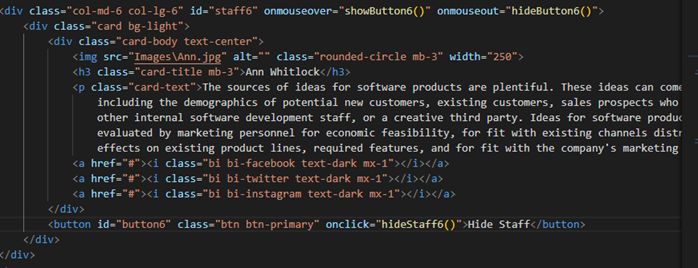 <div class="col-md-6 col-lg-6" id="staff6" onmouseover="showButton6()" onmouseout="hideButton6()">
<div class="card bg-light">
<div class="card-body text-center">
<img src="Images\Ann.jpg" alt="" class="rounded-circle mb-3" width="250">
<h3 class="card-title mb-3">Ann Whitlock</h3>
<p class="card-text">The sources of ideas for software products are plentiful. These ideas can come
including the demographics of potential new customers, existing customers, sales prospects who
other internal software development staff, or a creative third party. Ideas for software produc
evaluated by marketing personnel for economic feasibility, for fit with existing channels distr
effects on existing product lines, required features, and for fit with the company's marketing
<a href="#"><i class="bi bi-facebook text-dark mx-1"></i></a>
<a href="#"><i class="bi bi-twitter text-dark mx-1"></i></a>
<a href="#"><i class="bi bi-instagram text-dark mx-1"></i></a>
</div>
<button id="button6" class="btn btn-primary" onclick="hideStaff6()">Hide Staff</button>
</div>
</div>